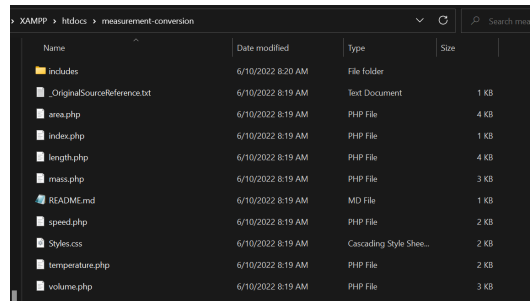 › XAMPP › htdocs › measurement-conversion Search mea
Name Date modified Type Size
includes 6/10/2022 8:20 AM File folder
_OriginalSourceReference.txt 6/10/2022 8:19 AM Text Document 1 KB
area.php 6/10/2022 8:19 AM PHP File 4 KB
index.php 6/10/2022 8:19 AM PHP File 1 KB
length.php 6/10/2022 8:19 AM PHP File 4 KB
mass.php 6/10/2022 8:19 AM PHP File 3 KB
README.md 6/10/2022 8:19 AM MD File 1 KB
speed.php 6/10/2022 8:19 AM PHP File 2 KB
Styles.css 6/10/2022 8:19 AM Cascading Style Shee... 2 KB
temperature.php 6/10/2022 8:19 AM PHP File 2 KB
volume.php 6/10/2022 8:19 AM PHP File 3 KB